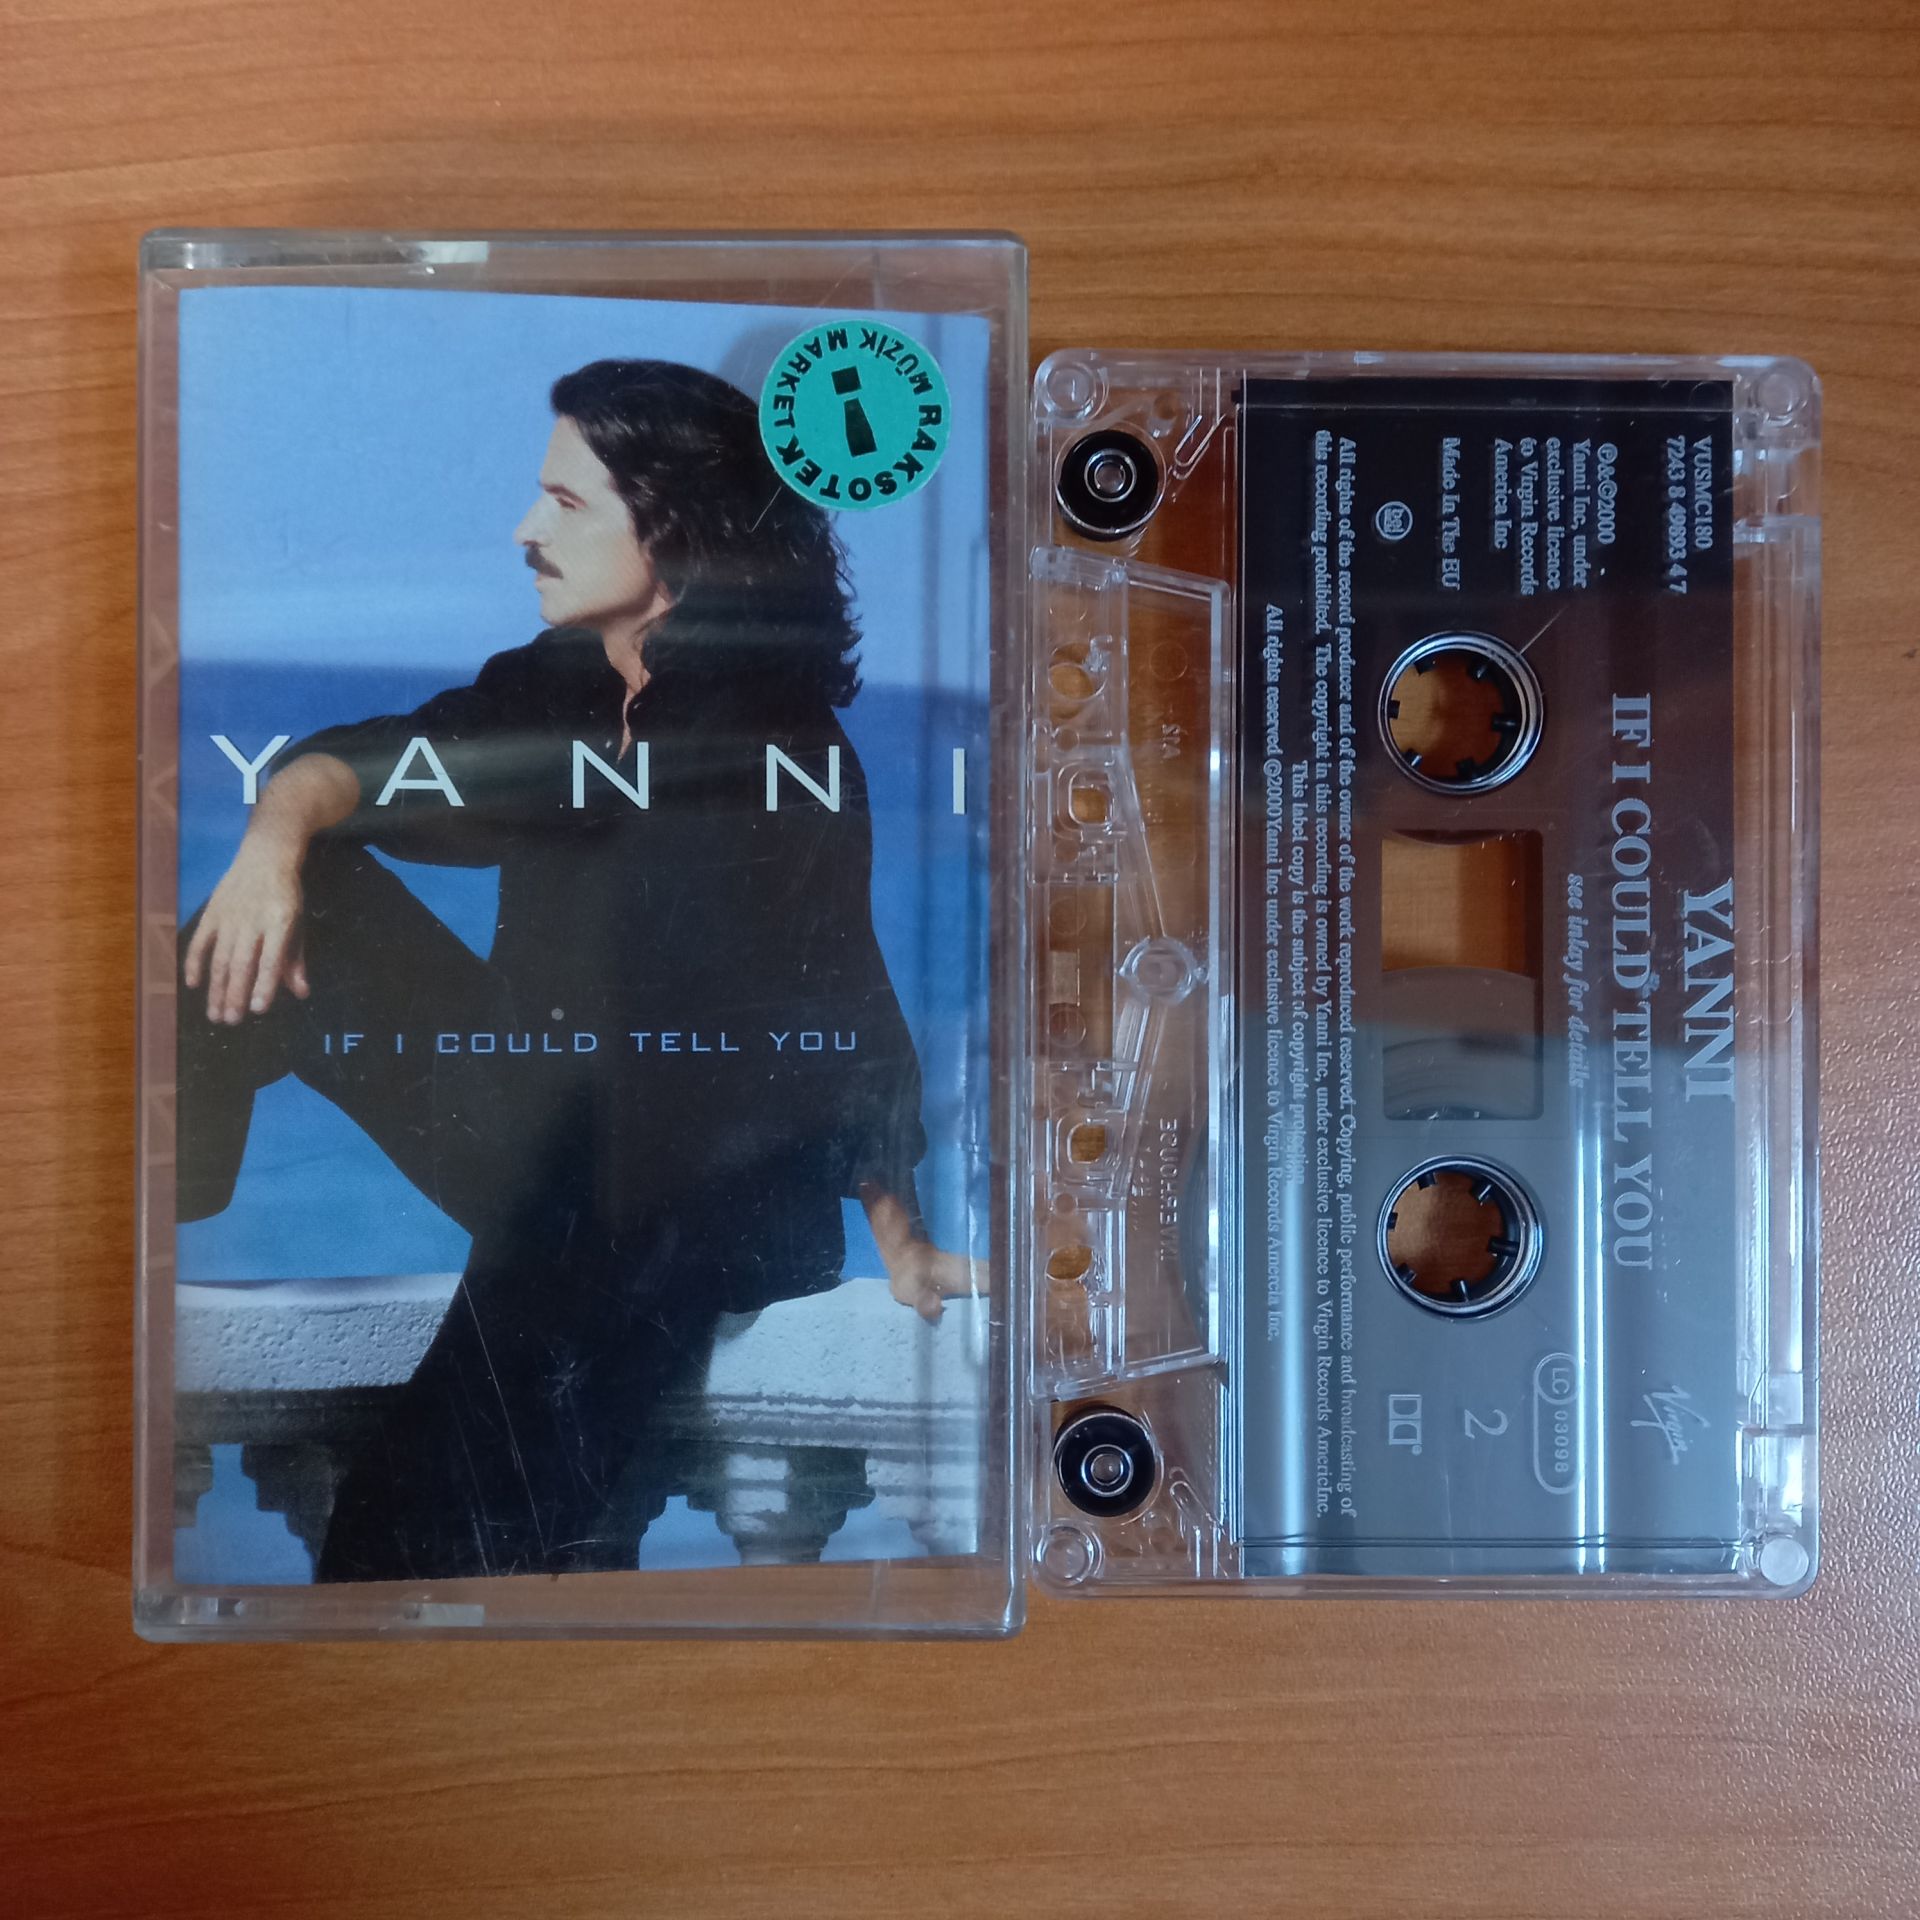 RAKSOTEK MÜZİK MARKET
YANNI
IF I COULD TELL YOU
YANNI
IF I COULD TELL YOU
see inlay for details
VUSMC180
7243 8 49893 4 7
℗&©2000
Yanni Inc, under
exclusive licence
to Virgin Records
America Inc
Made In The EU
bel
Virgin
LC 03098
2
All rights of the record producer and of the owner of the work reproduced reserved. Copying, public performance and broadcasting of
this recording prohibited. The copyright in this recording is owned by Yanni Inc, under exclusive licence to Virgin Records AmericInc.
This label copy is the subject of copyright protection.
All rights reserved ©2000 Yanni Inc under exclusive licence to Virgin Records Amercia Inc.